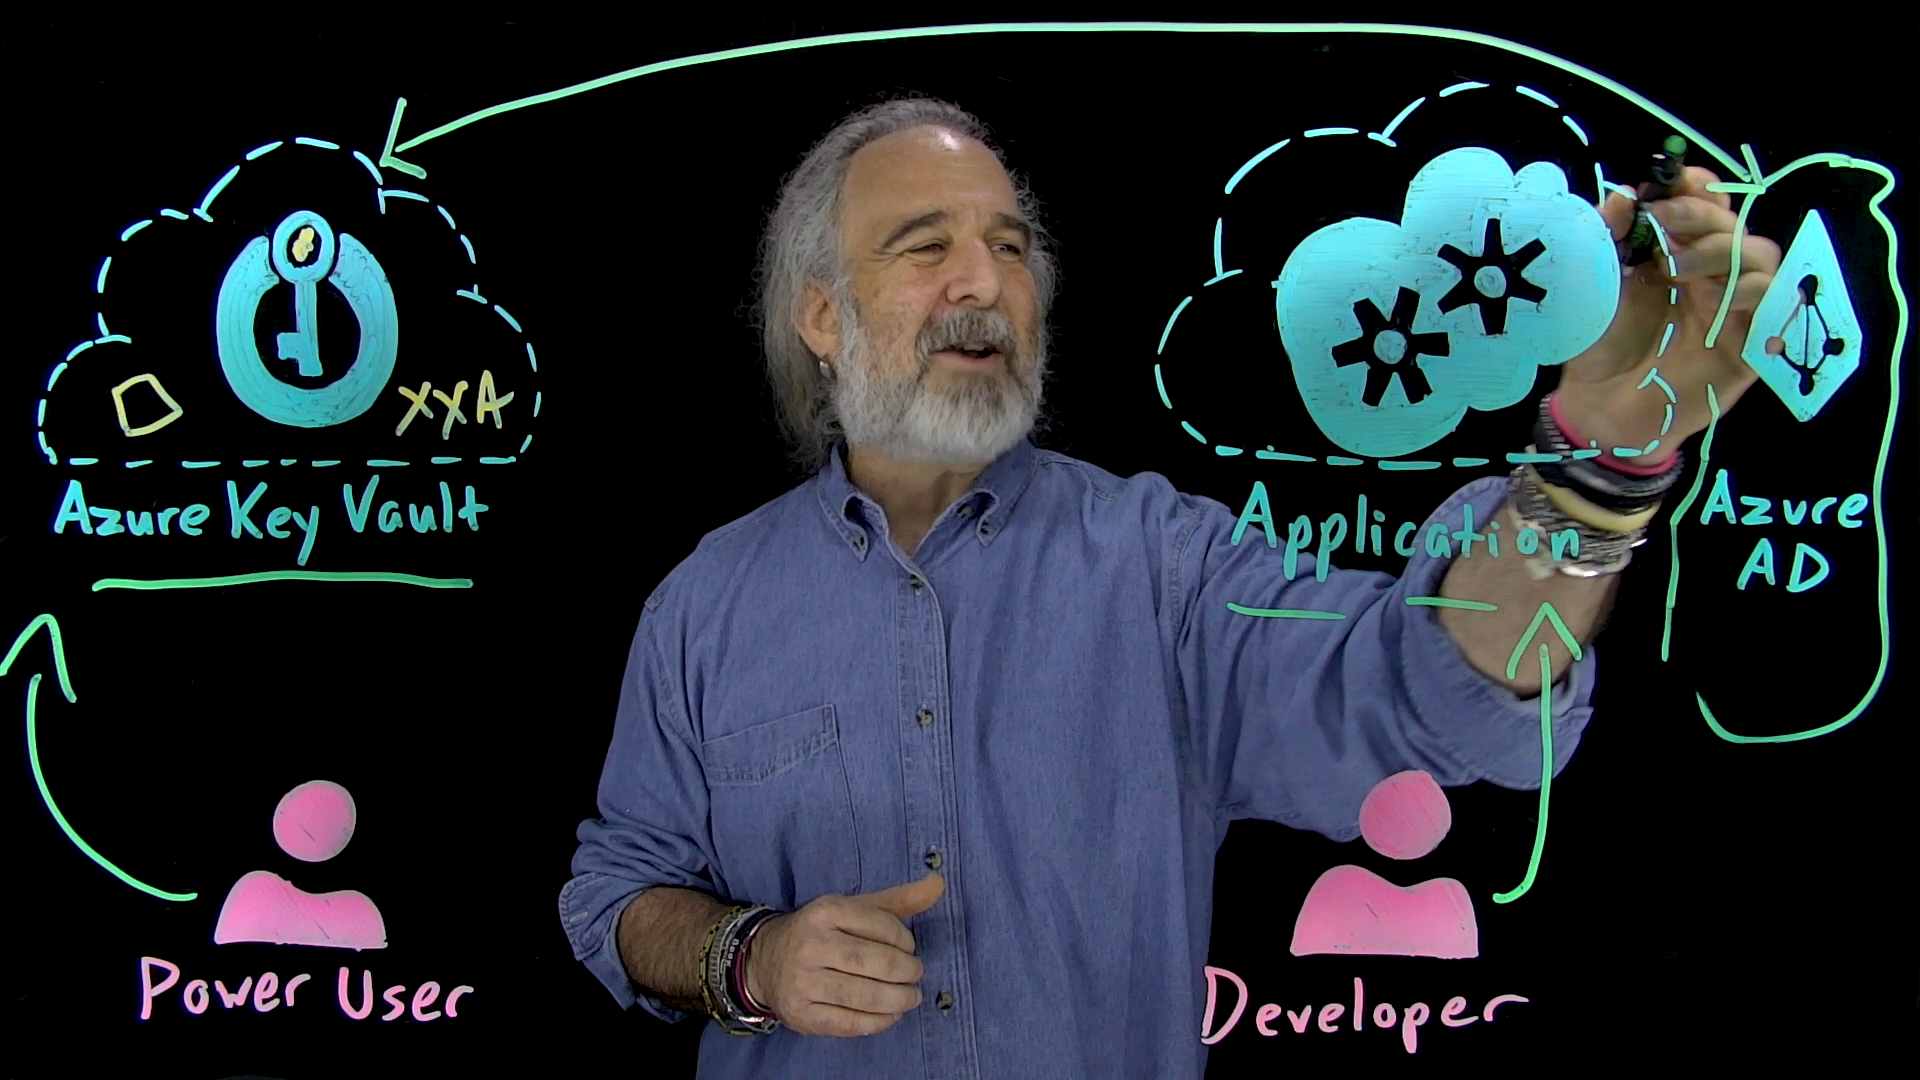 XXA
Azure Key Vault
Application
Azure
AD
Power User
Developer